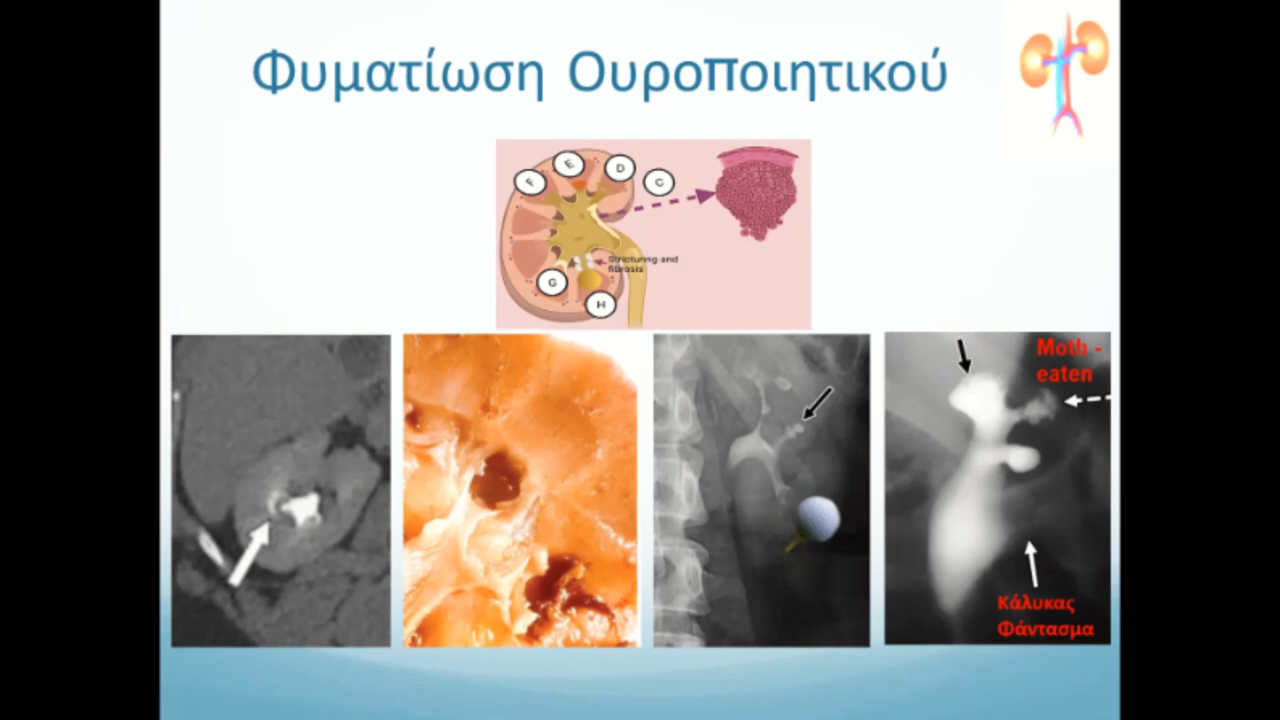 Φυματίωση Ουροποιητικού
F
E
D
C
Stricturing and
fibrosis
G
H
Moth -
eaten
Κάλυκας
Φάντασμα